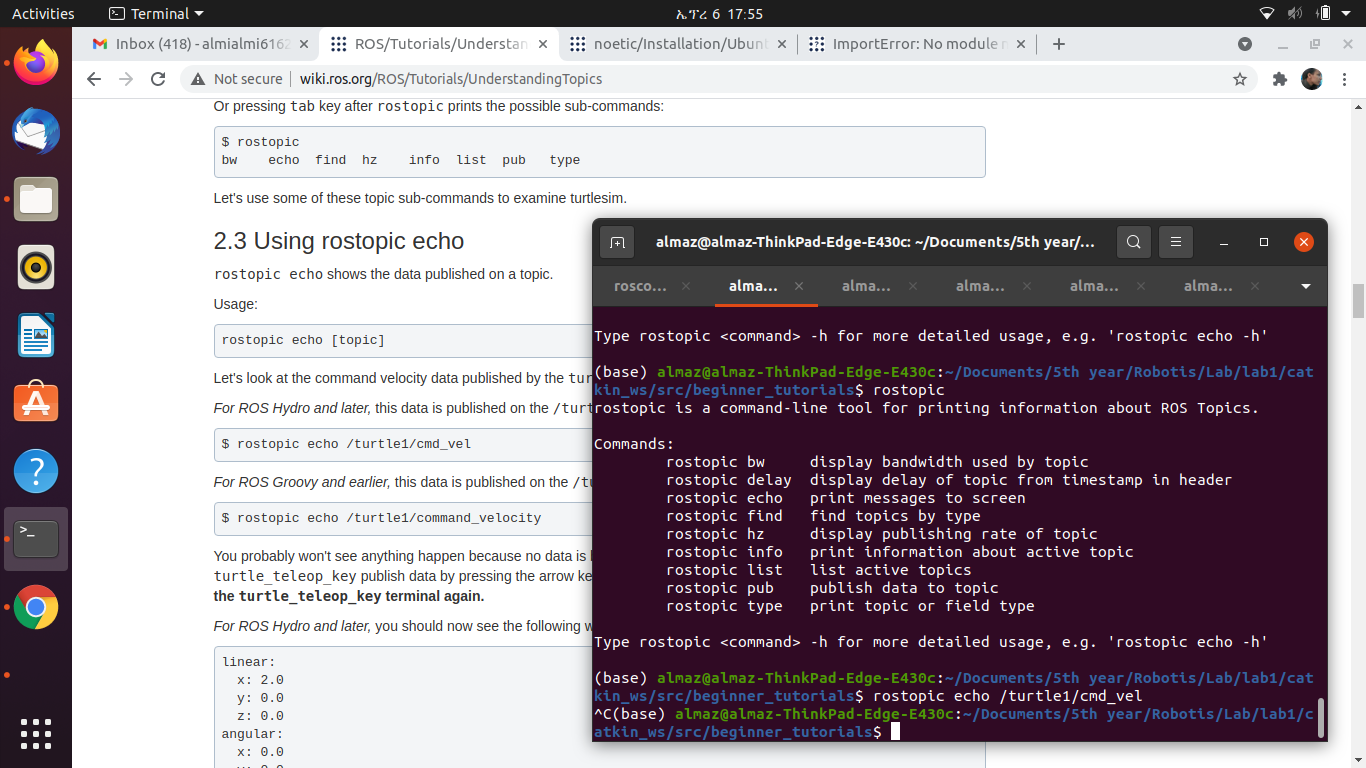 Activities
Terminal
ኤፕሪ 6 17:55
Inbox (418) - almialmi6162
ROS/Tutorials/Understan
noetic/Installation/Ubun
ImportError: No module
Not secure
wiki.ros.org/ROS/Tutorials/UnderstandingTopics
Or pressing tab key after rostopic prints the possible sub-commands:
$ rostopic
bw echo find hz info list pub type
Let's use some of these topic sub-commands to examine turtlesim.
2.3 Using rostopic echo
rostopic echo shows the data published on a topic.
Usage:
rostopic echo [topic]
Let's look at the command velocity data published by the
For ROS Hydro and later, this data is published on the
$ rostopic echo /turtle1/cmd_vel
For ROS Groovy and earlier, this data is published on the
$ rostopic echo /turtle1/command_velocity
You probably won't see anything happen because no data is
turtle_teleop_key publish data by pressing the arrow
the turtle_teleop_key terminal again.
For ROS Hydro and later, you should now see the following
linear:
x: 2.0
y: 0.0
z: 0.0
angular:
x: 0.0
almaz@almaz-ThinkPad-Edge-E430c: ~/Documents/5th year/...
rosco...
alma...
alma...
alma...
alma...
alma...
Type rostopic <command> -h for more detailed usage, e.g. 'rostopic echo -h'
(base) almaz@almaz-ThinkPad-Edge-E430c:~/Documents/5th year/Robotis/Lab/lab1/cat
kin_ws/src/beginner_tutorials$ rostopic
rostopic is a command-line tool for printing information about ROS Topics.
Commands:
rostopic bw display bandwidth used by topic
rostopic delay display delay of topic from timestamp in header
rostopic echo print messages to screen
rostopic find find topics by type
rostopic hz display publishing rate of topic
rostopic info print information about active topic
rostopic list list active topics
rostopic pub publish data to topic
rostopic type print topic or field type
Type rostopic <command> -h for more detailed usage, e.g. 'rostopic echo -h'
(base) almaz@almaz-ThinkPad-Edge-E430c:~/Documents/5th year/Robotis/Lab/lab1/cat
kin_ws/src/beginner_tutorials$ rostopic echo /turtle1/cmd_vel
^C(base) almaz@almaz-ThinkPad-Edge-E430c:~/Documents/5th year/Robotis/Lab/lab1/c
atkin_ws/src/beginner_tutorials$